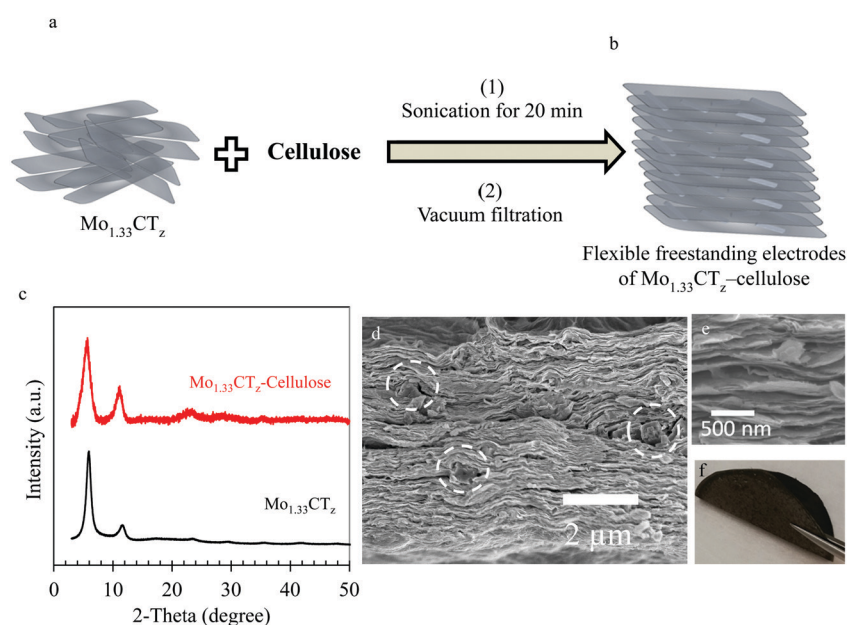 a
b
(1)
Sonication for 20 min
Cellulose
(2)
Vacuum filtration
Mo1.33CTz
Flexible freestanding electrodes
of Mo1.33CTz–cellulose
c
Mo1.33CTz-Cellulose
Mo1.33CTz
Intensity (a.u.)
0 10 20 30 40 50
2-Theta (degree)
d
2 μm
e
500 nm
f